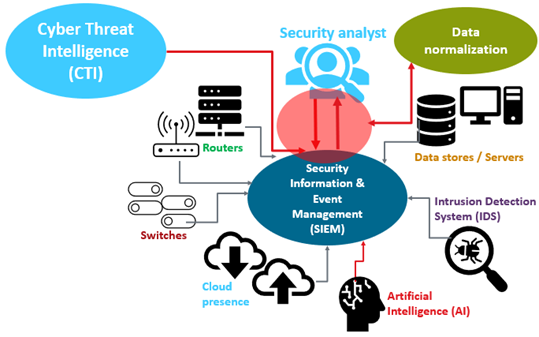 Cyber Threat
Intelligence
(CTI)
Security analyst
Data
normalization
Routers
Data stores / Servers
Switches
Security
Information &
Event
Management
(SIEM)
Intrusion Detection
System (IDS)
Cloud
presence
Artificial
Intelligence (AI)